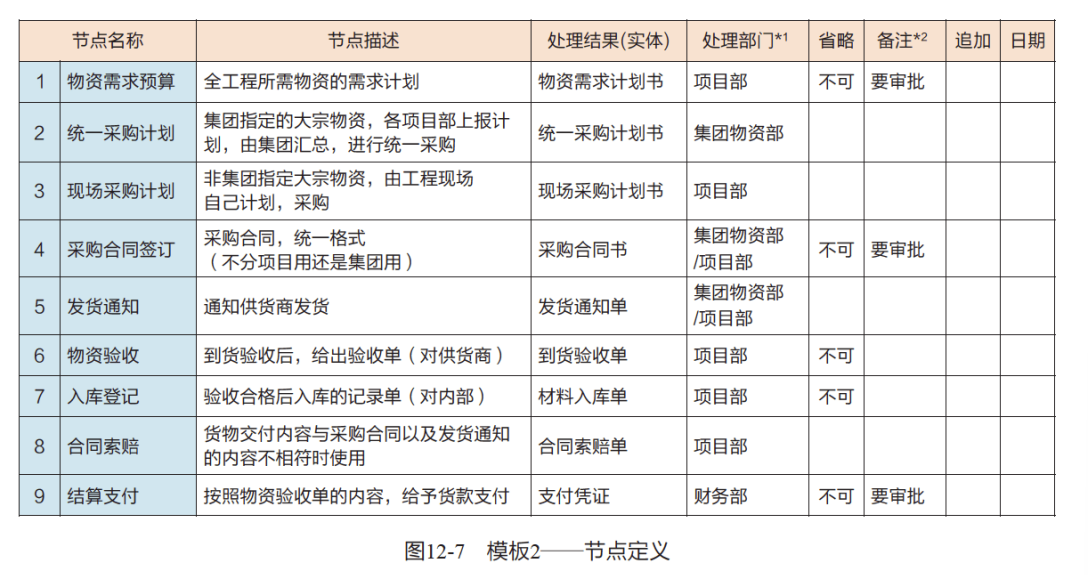 节点名称 节点描述 处理结果(实体) 处理部门*1 省略 备注*2 追加 日期
1 物资需求预算 全工程所需物资的需求计划 物资需求计划书 项目部 不可 要审批
2 统一采购计划 集团指定的大宗物资，各项目部上报计
划，由集团汇总，进行统一采购 统一采购计划书 集团物资部
3 现场采购计划 非集团指定大宗物资，由工程现场
自己计划，采购 现场采购计划书 项目部
4 采购合同签订 采购合同，统一格式
（不分项目用还是集团用） 采购合同书 集团物资部
/项目部 不可 要审批
5 发货通知 通知供货商发货 发货通知单 集团物资部
/项目部
6 物资验收 到货验收后，给出验收单（对供货商） 到货验收单 项目部 不可
7 入库登记 验收合格后入库的记录单（对内部） 材料入库单 项目部 不可
8 合同索赔 货物交付内容与采购合同以及发货通知
的内容不相符时使用 合同索赔单 项目部
9 结算支付 按照物资验收单的内容，给予货款支付 支付凭证 财务部 不可 要审批
图12-7 模板2——节点定义